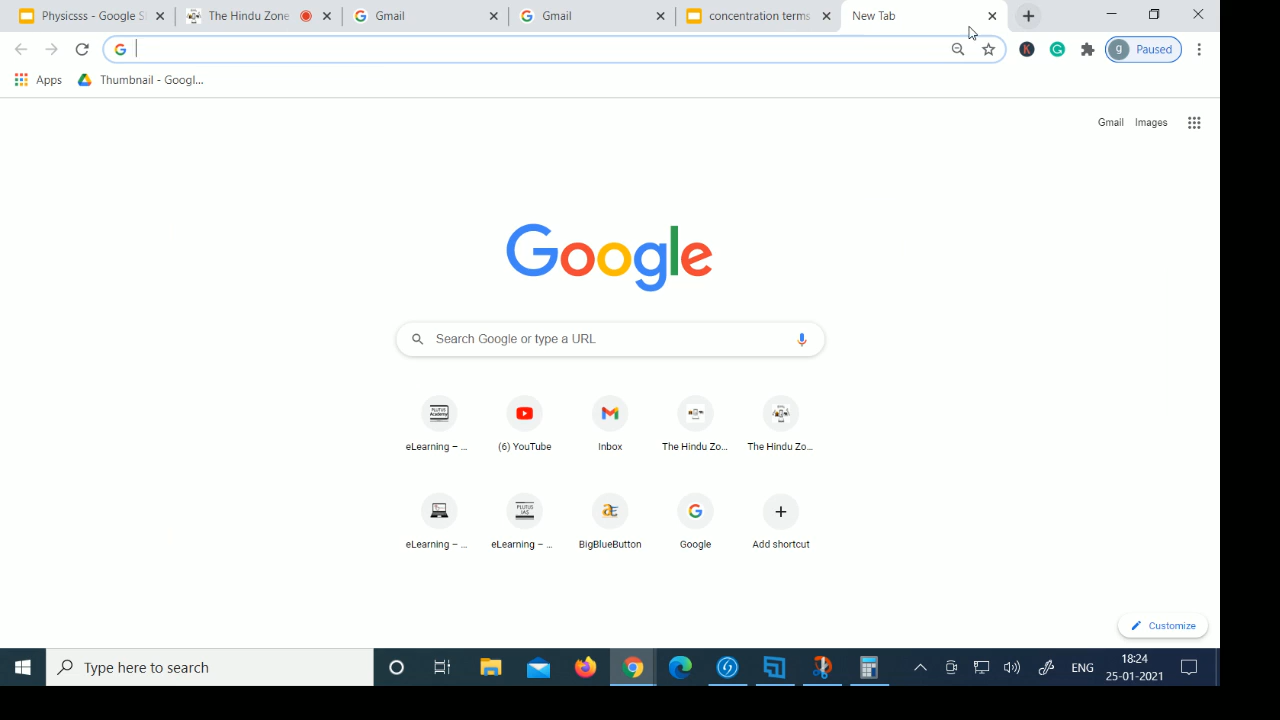 Physicsss - Google S
The Hindu Zone
Gmail
Gmail
concentration terms
New Tab
K
g
Paused
Apps
Thumbnail - Googl...
Gmail
Images
Google
Search Google or type a URL
eLearning – ...
(6) YouTube
Inbox
The Hindu Zo...
The Hindu Zo...
eLearning – ...
eLearning – ...
BigBlueButton
Google
Add shortcut
Customize
Type here to search
ENG
18:24
25-01-2021